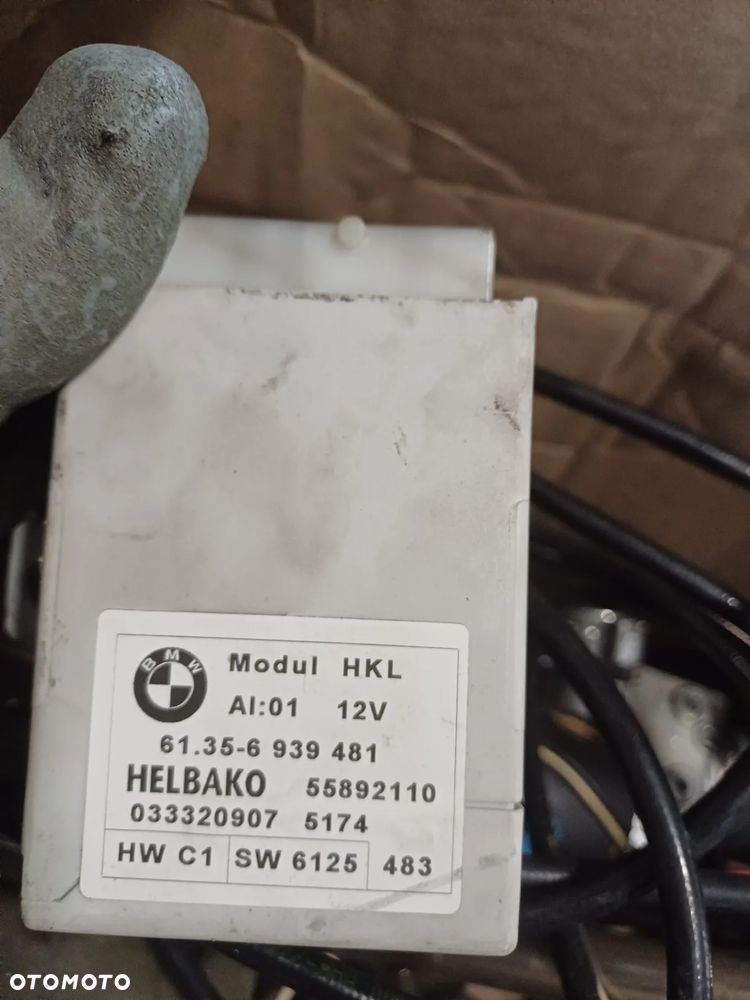 BMW
Modul HKL
AI:01 12V
61.35-6 939 481
HELBAKO 55892110
033320907 5174
HW C1 SW 6125 483
OTOMOTO